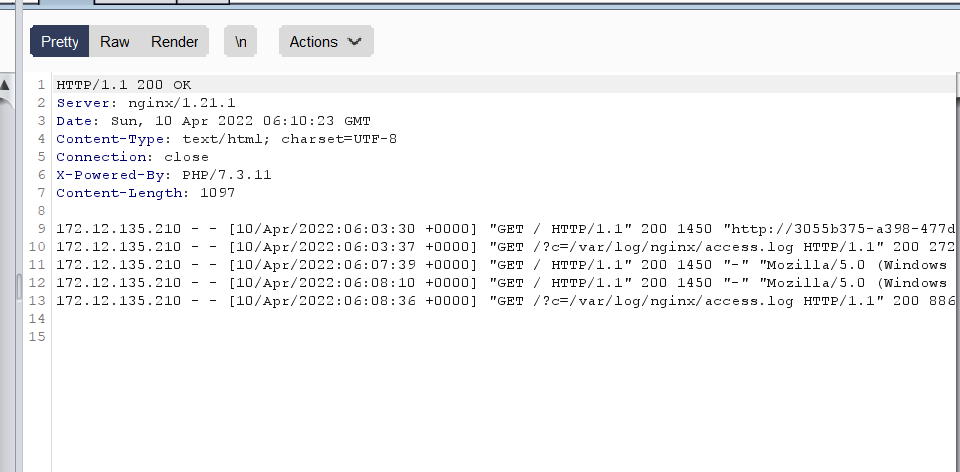 Pretty Raw Render \n Actions
1 HTTP/1.1 200 OK
2 Server: nginx/1.21.1
3 Date: Sun, 10 Apr 2022 06:10:23 GMT
4 Content-Type: text/html; charset=UTF-8
5 Connection: close
6 X-Powered-By: PHP/7.3.11
7 Content-Length: 1097
8
9 172.12.135.210 - - [10/Apr/2022:06:03:30 +0000] "GET / HTTP/1.1" 200 1450 "http://3055b375-a398-477d
10 172.12.135.210 - - [10/Apr/2022:06:03:37 +0000] "GET /?c=/var/log/nginx/access.log HTTP/1.1" 200 272
11 172.12.135.210 - - [10/Apr/2022:06:07:39 +0000] "GET / HTTP/1.1" 200 1450 "-" "Mozilla/5.0 (Windows
12 172.12.135.210 - - [10/Apr/2022:06:08:10 +0000] "GET / HTTP/1.1" 200 1450 "-" "Mozilla/5.0 (Windows
13 172.12.135.210 - - [10/Apr/2022:06:08:36 +0000] "GET /?c=/var/log/nginx/access.log HTTP/1.1" 200 886
14
15